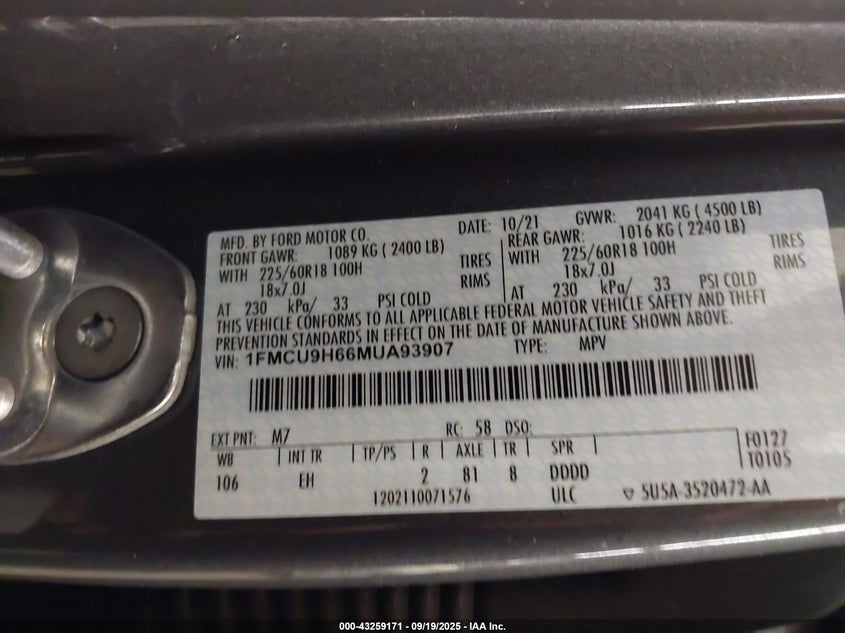 MFD. BY FORD MOTOR CO. DATE: 10/21 GVWR: 2041 KG ( 4500 LB)
FRONT GAWR: 1089 KG ( 2400 LB) REAR GAWR: 1016 KG ( 2240 LB)
WITH 225/60R18 100H TIRES WITH 225/60R18 100H TIRES
18x7.0J RIMS 18x7.0J RIMS
AT 230 kPa/ 33 PSI COLD AT 230 kPa/ 33 PSI COLD
THIS VEHICLE CONFORMS TO ALL APPLICABLE FEDERAL MOTOR VEHICLE SAFETY AND THEFT
PREVENTION STANDARDS IN EFFECT ON THE DATE OF MANUFACTURE SHOWN ABOVE.
VIN: 1FMCU9H66MUA93907 TYPE: MPV
EXT PNT: M7 RC: 58 DSO:
WB INT TR TP/PS R AXLE TR SPR F0127
106 EH 2 81 8 DDDD T0105
1202110071576 ULC 5U5A-3520472-AA
000-43259171 - 09/19/2025 - IAA Inc.